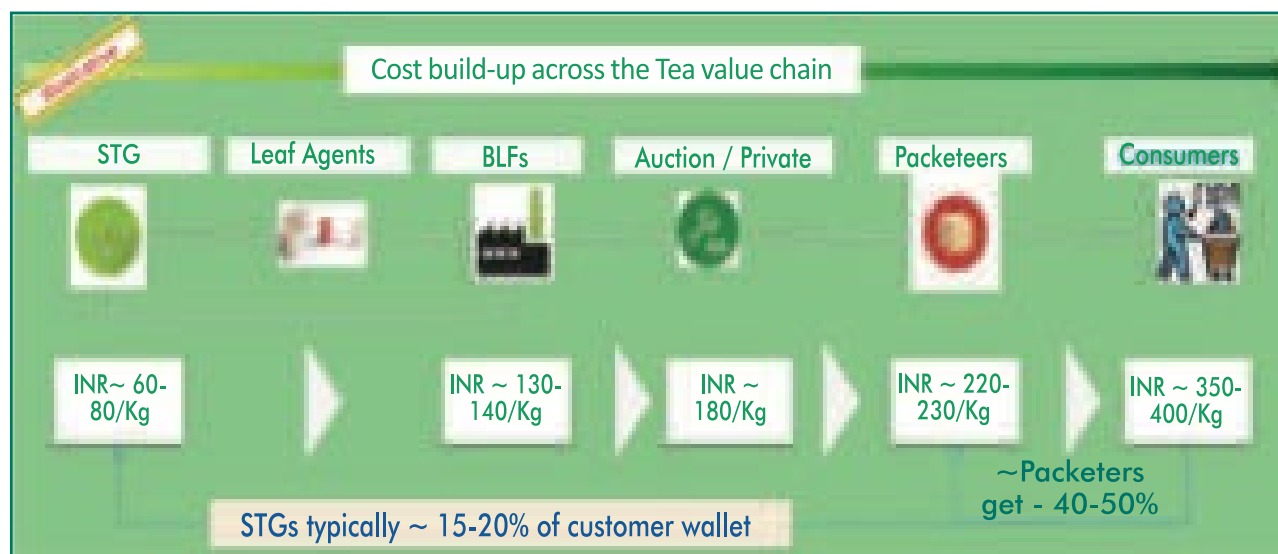 Cost build-up across the Tea value chain
STG
Leaf Agents
BLFs
Auction / Private
Packeteers
Consumers
INR~ 60-
80/Kg
INR ~ 130-
140/Kg
INR ~
180/Kg
INR ~ 220-
230/Kg
INR ~ 350-
400/Kg
~Packeters
get - 40-50%
STGs typically ~ 15-20% of customer wallet